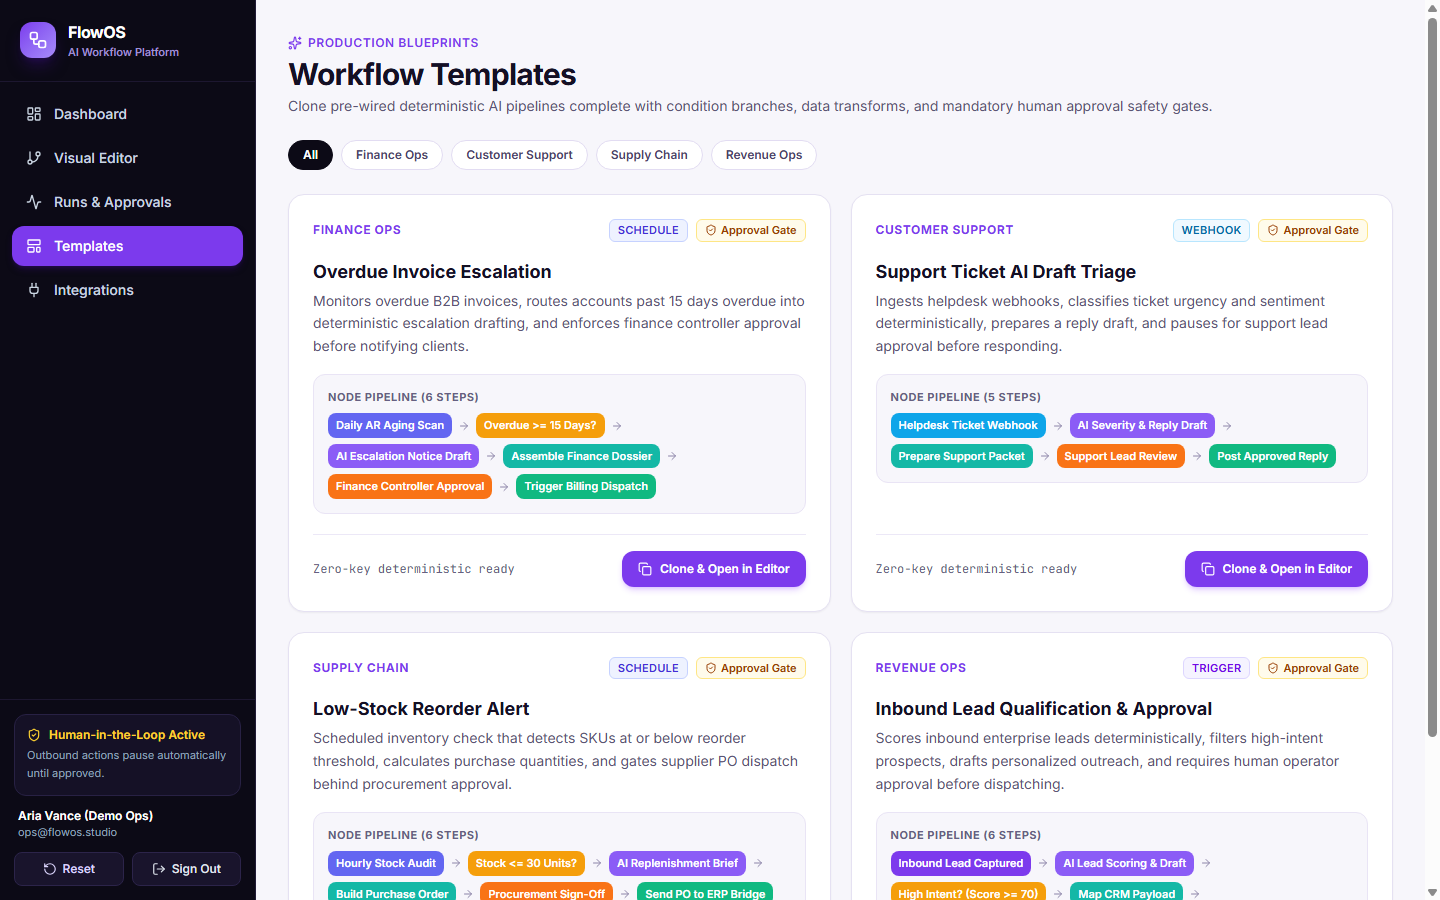 FlowOS
AI Workflow Platform
Dashboard
Visual Editor
Runs & Approvals
Templates
Integrations
Human-in-the-Loop Active
Outbound actions pause automatically
until approved.
Aria Vance (Demo Ops)
ops@flowos.studio
Reset
Sign Out
PRODUCTION BLUEPRINTS
Workflow Templates
Clone pre-wired deterministic AI pipelines complete with condition branches, data transforms, and mandatory human approval safety gates.
All
Finance Ops
Customer Support
Supply Chain
Revenue Ops
FINANCE OPS
SCHEDULE
Approval Gate
Overdue Invoice Escalation
Monitors overdue B2B invoices, routes accounts past 15 days overdue into
deterministic escalation drafting, and enforces finance controller approval
before notifying clients.
NODE PIPELINE (6 STEPS)
Daily AR Aging Scan → Overdue >= 15 Days? →
AI Escalation Notice Draft → Assemble Finance Dossier →
Finance Controller Approval → Trigger Billing Dispatch
Zero-key deterministic ready
Clone & Open in Editor
CUSTOMER SUPPORT
WEBHOOK
Approval Gate
Support Ticket AI Draft Triage
Ingests helpdesk webhooks, classifies ticket urgency and sentiment
deterministically, prepares a reply draft, and pauses for support lead
approval before responding.
NODE PIPELINE (5 STEPS)
Helpdesk Ticket Webhook → AI Severity & Reply Draft →
Prepare Support Packet → Support Lead Review → Post Approved Reply
Zero-key deterministic ready
Clone & Open in Editor
SUPPLY CHAIN
SCHEDULE
Approval Gate
Low-Stock Reorder Alert
Scheduled inventory check that detects SKUs at or below reorder
threshold, calculates purchase quantities, and gates supplier PO dispatch
behind procurement approval.
NODE PIPELINE (6 STEPS)
Hourly Stock Audit → Stock <= 30 Units? → AI Replenishment Brief →
Build Purchase Order → Procurement Sign-Off → Send PO to ERP Bridge
REVENUE OPS
TRIGGER
Approval Gate
Inbound Lead Qualification & Approval
Scores inbound enterprise leads deterministically, filters high-intent
prospects, drafts personalized outreach, and requires human operator
approval before dispatching.
NODE PIPELINE (6 STEPS)
Inbound Lead Captured → AI Lead Scoring & Draft →
High Intent? (Score >= 70) → Map CRM Payload →